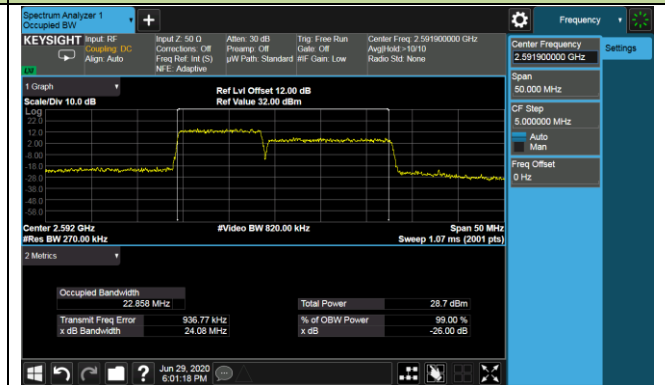 Spectrum Analyzer 1
Occupied BW
Frequency
KEYSIGHT Input: RF
Coupling: DC
Align: Auto
Input Z: 50 Ω
Corrections: Off
Freq Ref: Int (S)
NFE: Adaptive
Atten: 30 dB
Preamp: Off
µW Path: Standard
Trig: Free Run
Gate: Off
#IF Gain: Low
Center Freq: 2.591900000 GHz
Avg|Hold:>10/10
Radio Std: None
Center Frequency
2.591900000 GHz
Settings
Span
50.000 MHz
CF Step
5.000000 MHz
Auto
Man
Freq Offset
0 Hz
1 Graph
Scale/Div 10.0 dB
Ref Lvl Offset 12.00 dB
Ref Value 32.00 dBm
Log
22.0
12.0
2.00
-8.00
-18.0
-28.0
-38.0
-48.0
-58.0
Center 2.592 GHz
#Res BW 270.00 kHz
#Video BW 820.00 kHz
Span 50 MHz
Sweep 1.07 ms (2001 pts)
2 Metrics
Occupied Bandwidth
22.858 MHz
Total Power 28.7 dBm
Transmit Freq Error 936.77 kHz
% of OBW Power 99.00 %
x dB Bandwidth 24.08 MHz
x dB -26.00 dB
Jun 29, 2020
6:01:18 PM